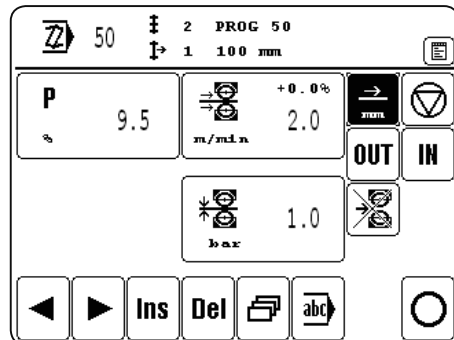 50 2 PROG 50
1 100 mm
P
% 9.5
+0.0%
m/min 2.0
mm
OUT IN
bar 1.0
Ins Del abc